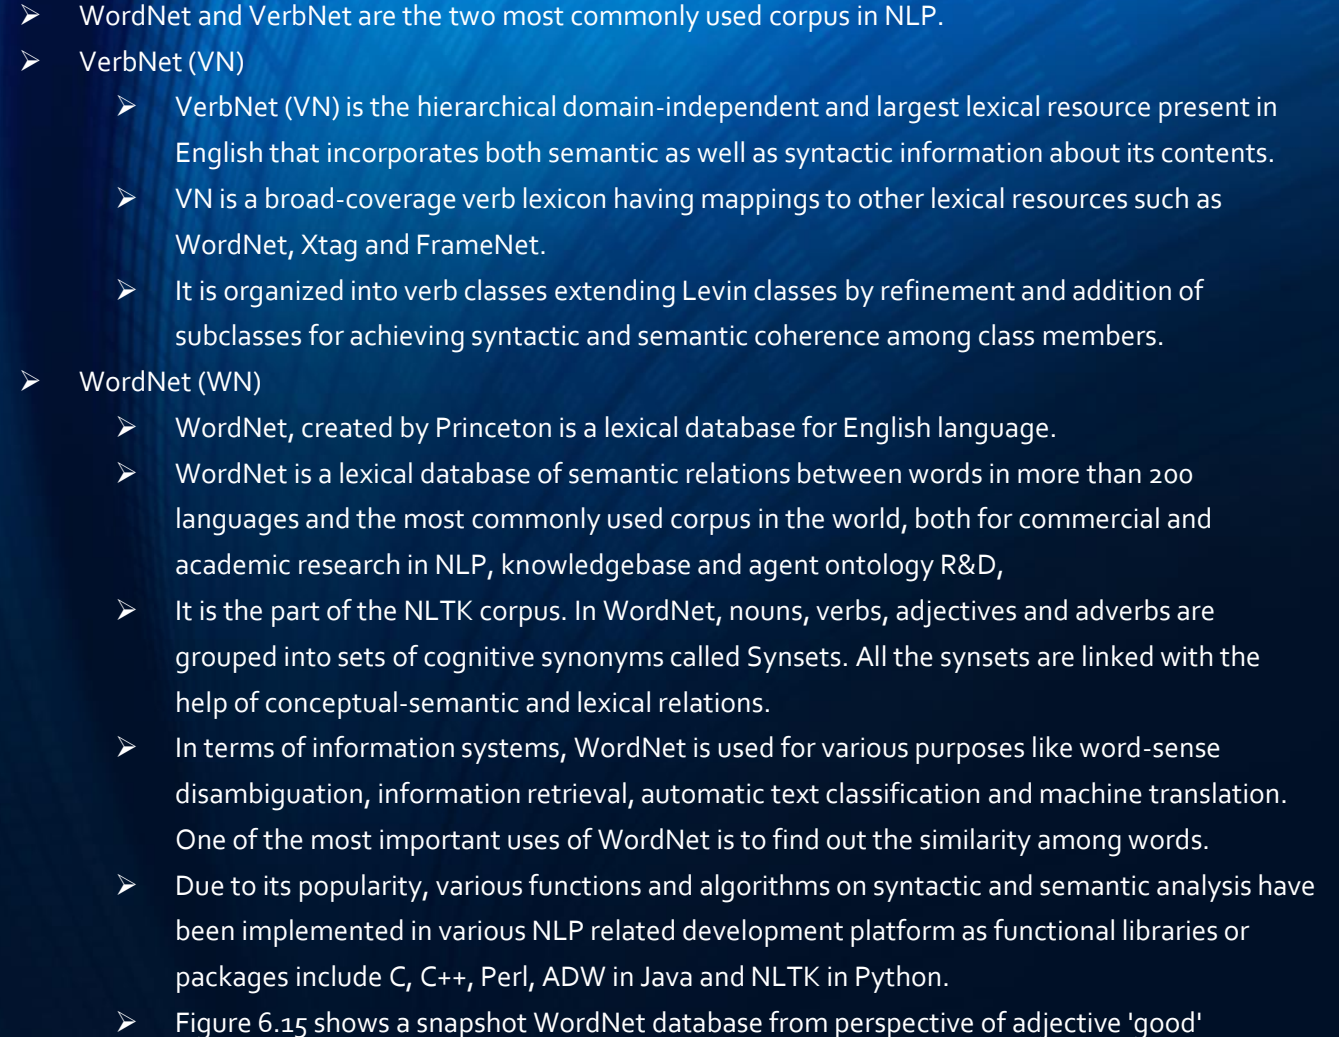 ➢ WordNet and VerbNet are the two most commonly used corpus in NLP.
➢ VerbNet (VN)
➢ VerbNet (VN) is the hierarchical domain-independent and largest lexical resource present in
English that incorporates both semantic as well as syntactic information about its contents.
➢ VN is a broad-coverage verb lexicon having mappings to other lexical resources such as
WordNet, Xtag and FrameNet.
➢ It is organized into verb classes extending Levin classes by refinement and addition of
subclasses for achieving syntactic and semantic coherence among class members.
➢ WordNet (WN)
➢ WordNet, created by Princeton is a lexical database for English language.
➢ WordNet is a lexical database of semantic relations between words in more than 200
languages and the most commonly used corpus in the world, both for commercial and
academic research in NLP, knowledgebase and agent ontology R&D,
➢ It is the part of the NLTK corpus. In WordNet, nouns, verbs, adjectives and adverbs are
grouped into sets of cognitive synonyms called Synsets. All the synsets are linked with the
help of conceptual-semantic and lexical relations.
➢ In terms of information systems, WordNet is used for various purposes like word-sense
disambiguation, information retrieval, automatic text classification and machine translation.
One of the most important uses of WordNet is to find out the similarity among words.
➢ Due to its popularity, various functions and algorithms on syntactic and semantic analysis have
been implemented in various NLP related development platform as functional libraries or
packages include C, C++, Perl, ADW in Java and NLTK in Python.
➢ Figure 6.15 shows a snapshot WordNet database from perspective of adjective 'good'